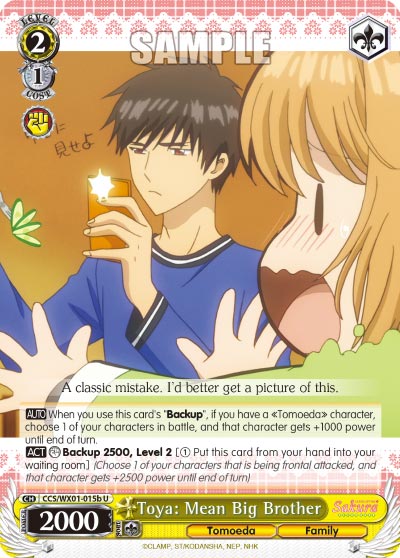 LEVEL
2
1
COST
SAMPLE
に
見せよ
A classic mistake. I'd better get a picture of this.
AUTO When you use this card's "Backup", if you have a «Tomoeda» character,
choose 1 of your characters in battle, and that character gets +1000 power
until end of turn.
ACT Backup 2500, Level 2 [① Put this card from your hand into your
waiting room] (Choose 1 of your characters that is being frontal attacked, and
that character gets +2500 power until end of turn)
CH CCS/WX01-015b U
POWER 2000
Toya: Mean Big Brother
Sakura
Tomoeda Family
©CLAMP, ST/KODANSHA, NEP, NHK